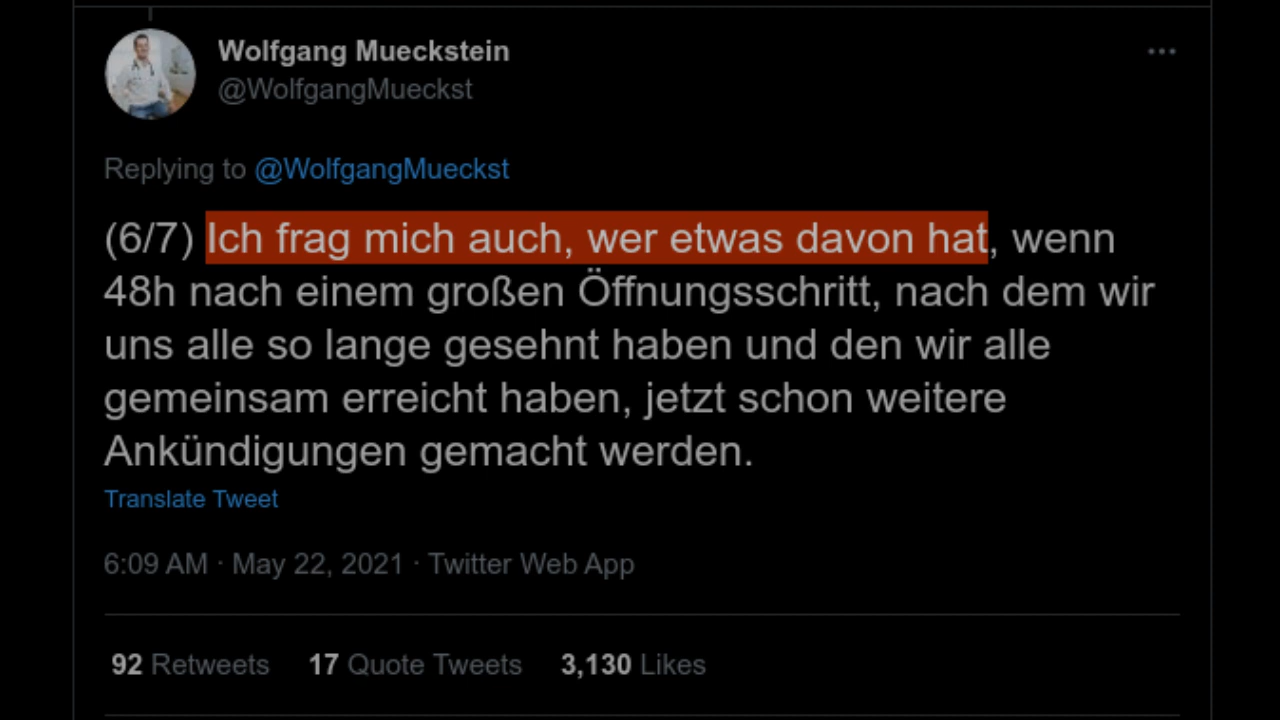 Wolfgang Mueckstein
@WolfgangMueckst
Replying to @WolfgangMueckst
(6/7) Ich frag mich auch, wer etwas davon hat, wenn
48h nach einem großen Öffnungsschritt, nach dem wir
uns alle so lange gesehnt haben und den wir alle
gemeinsam erreicht haben, jetzt schon weitere
Ankündigungen gemacht werden.
Translate Tweet
6:09 AM · May 22, 2021 · Twitter Web App
92 Retweets 17 Quote Tweets 3,130 Likes